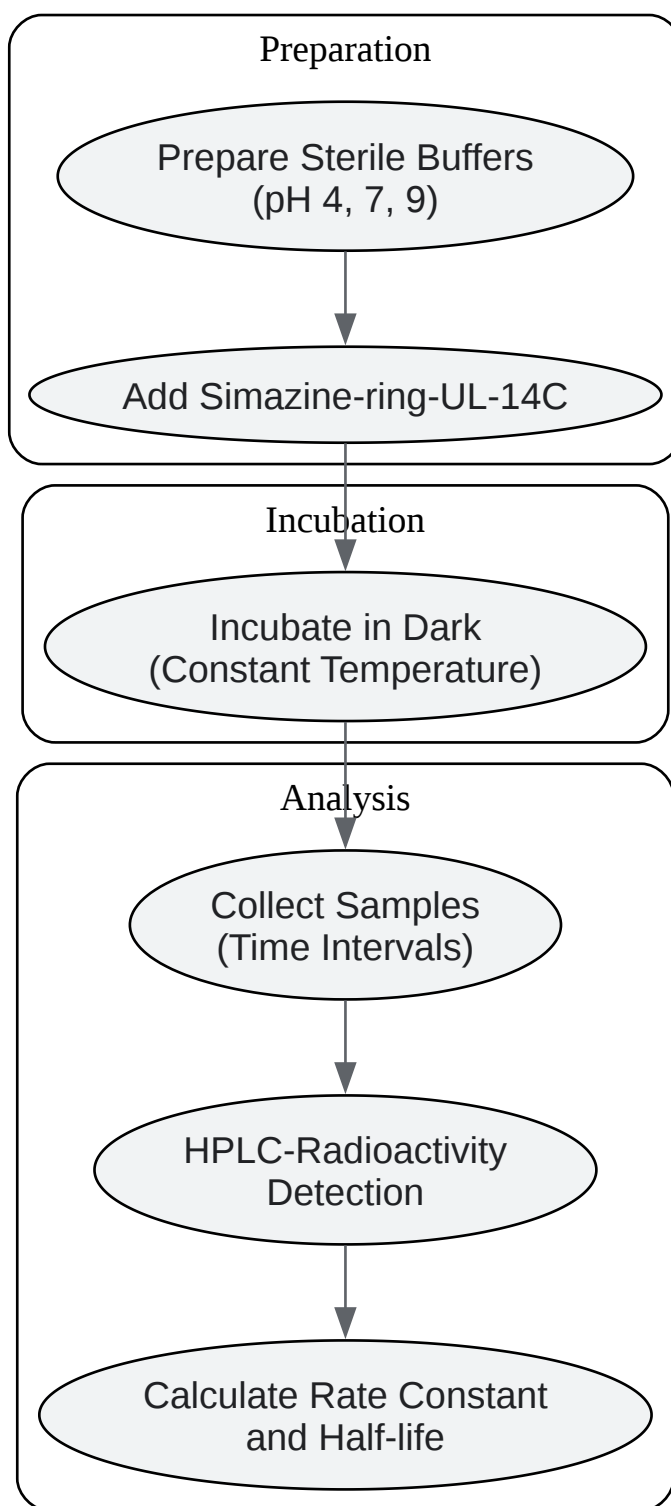 Preparation
Prepare Sterile Buffers
(pH 4, 7, 9)
Add Simazine-ring-UL-14C
Incubation
Incubate in Dark
(Constant Temperature)
Analysis
Collect Samples
(Time Intervals)
HPLC-Radioactivity
Detection
Calculate Rate Constant
and Half-life